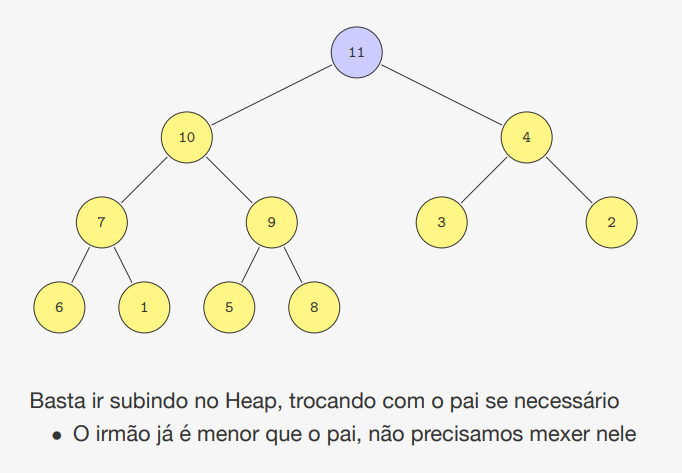 11
10 4
7 9 3 2
6 1 5 8
Basta ir subindo no Heap, trocando com o pai se necessário
• O irmão já é menor que o pai, não precisamos mexer nele